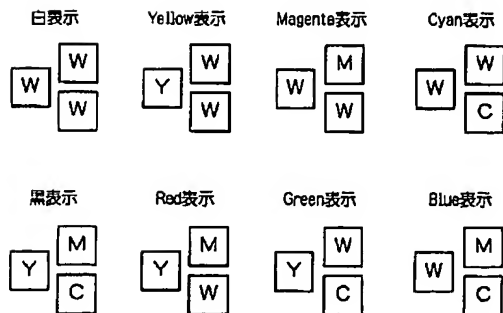 白表示 Yellow表示 Magenta表示 Cyan表示
W W M W
W Y W W
W W W C
黒表示 Red表示 Green表示 Blue表示
M M W M
Y Y Y W
C W C C